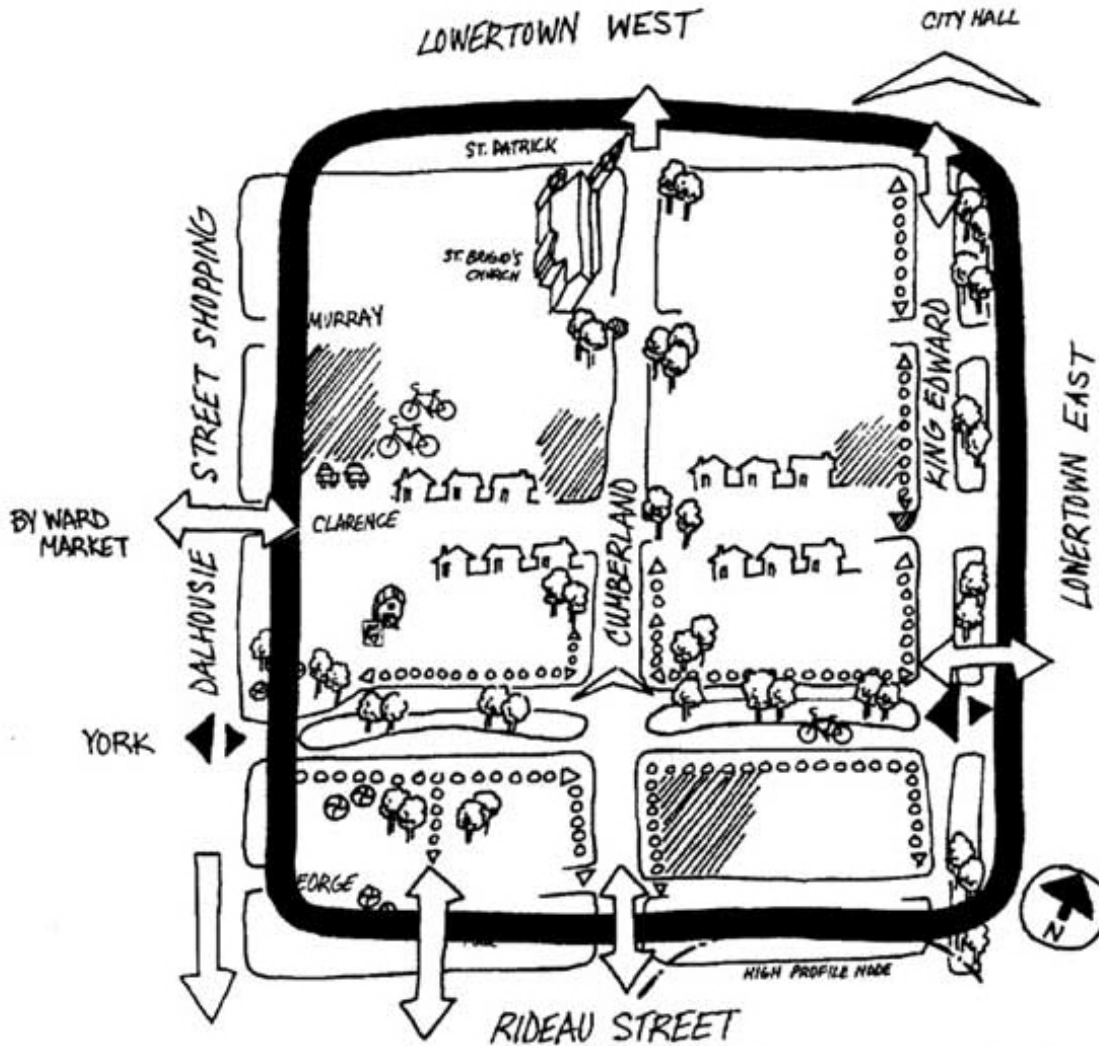 LOWERTOWN WEST
CITY HALL
ST. PATRICK
ST. BRIGID'S
CHURCH
DALHOUSIE STREET SHOPPING
MURRAY
KING EDWARD
LOWERTOWN EAST
BY WARD
MARKET
CLARENCE
CUMBERLAND
YORK
EORGE
N
HIGH PROFILE NODE
RIDEAU STREET